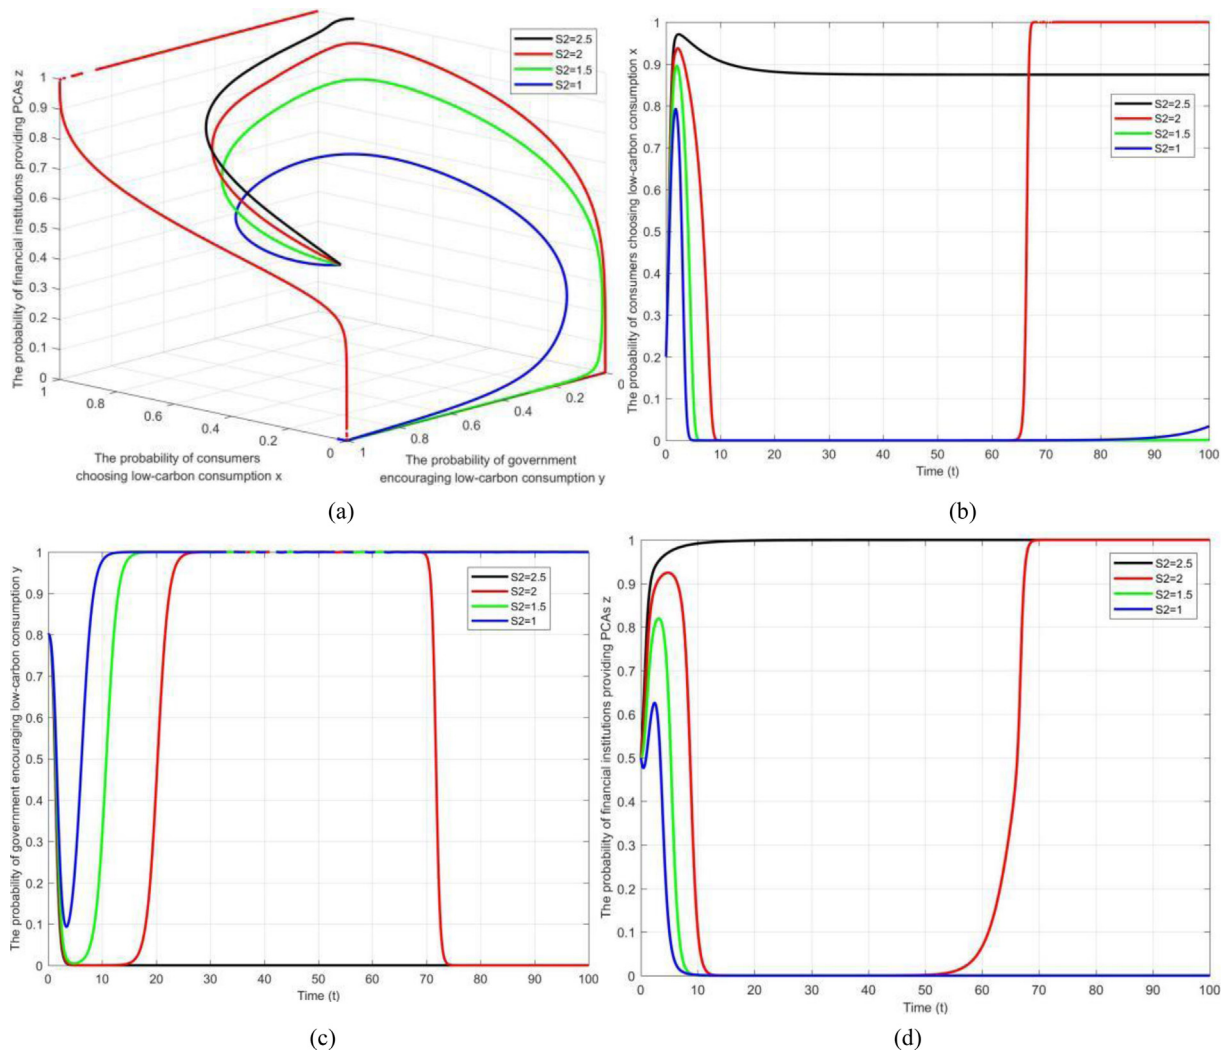 S2=2.5
S2=2
S2=1.5
S2=1
The probability of financial institutions providing PCAs z
1
0.9
0.8
0.7
0.6
0.5
0.4
0.3
0.2
0.1
0
1
0.8
0.6
0.4
0.2
0
1
0.8
0.6
0.4
0.2
0
The probability of consumers
choosing low-carbon consumption x
The probability of government
encouraging low-carbon consumption y
(a)
The probability of consumers choosing low-carbon consumption x
1
0.9
0.8
0.7
0.6
0.5
0.4
0.3
0.2
0.1
0
S2=2.5
S2=2
S2=1.5
S2=1
0 10 20 30 40 50 60 70 80 90 100
Time (t)
(b)
The probability of government encouraging low-carbon consumption y
1
0.9
0.8
0.7
0.6
0.5
0.4
0.3
0.2
0.1
0
S2=2.5
S2=2
S2=1.5
S2=1
0 10 20 30 40 50 60 70 80 90 100
Time (t)
(c)
The probability of financial institutions providing PCAs z
1
0.9
0.8
0.7
0.6
0.5
0.4
0.3
0.2
0.1
0
S2=2.5
S2=2
S2=1.5
S2=1
0 10 20 30 40 50 60 70 80 90 100
Time (t)
(d)